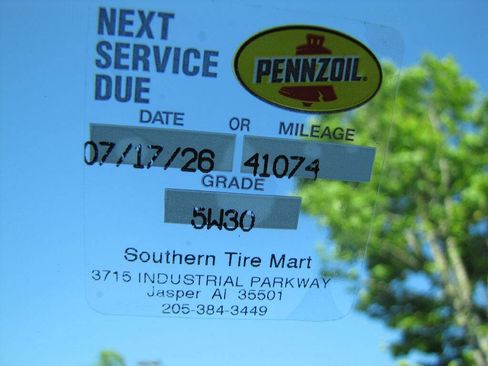 NEXT
SERVICE
DUE
PENNZOIL
DATE OR MILEAGE
07/17/26 41074
GRADE
5W30
Southern Tire Mart
3715 INDUSTRIAL PARKWAY
Jasper Al 35501
205-384-3449